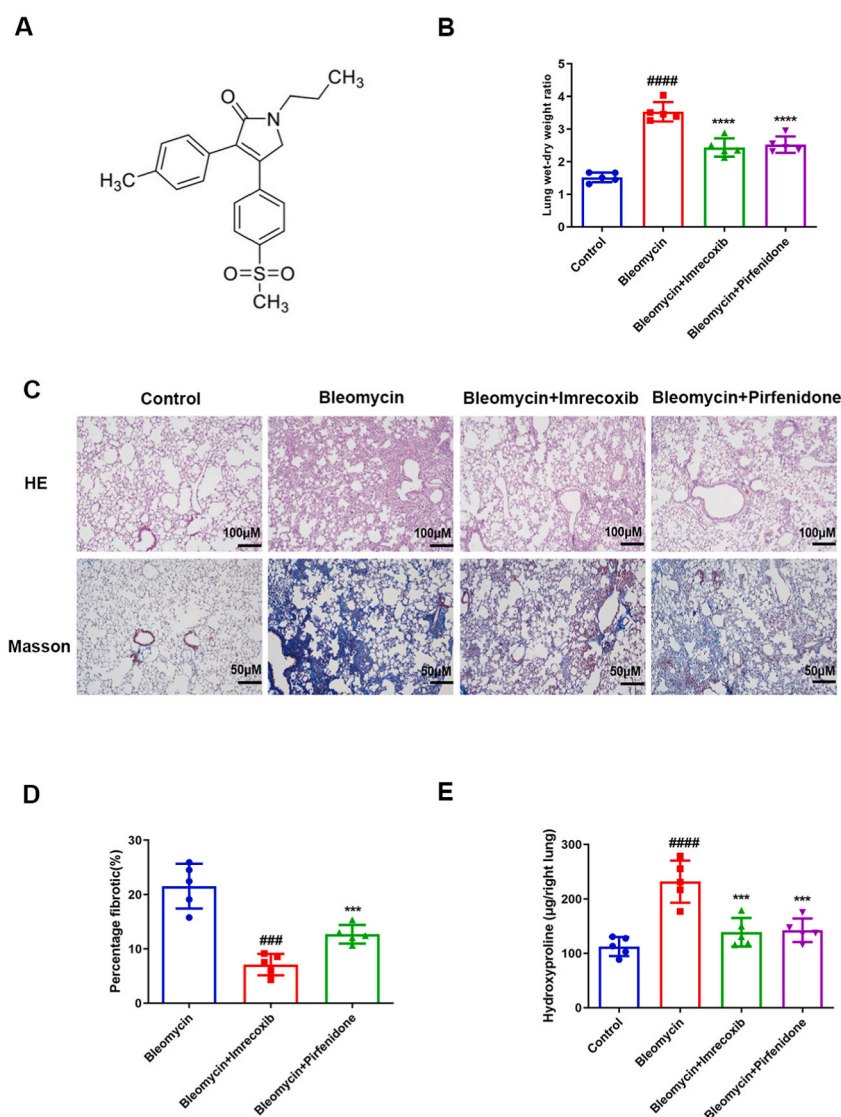 A
O
N
CH₃
H₃C
O=S=O
CH₃
B
Lung wet-dry weight ratio
5
4
3
2
1
0
####
****
****
Control
Bleomycin
Bleomycin+Imrecoxib
Bleomycin+Pirfenidone
C
Control Bleomycin Bleomycin+Imrecoxib Bleomycin+Pirfenidone
HE
100μM 100μM 100μM 100μM
Masson
50μM 50μM 50μM 50μM
D
Percentage fibrotic(%)
30
20
10
0
###
***
Bleomycin
Bleomycin+Imrecoxib
Bleomycin+Pirfenidone
E
Hydroxyproline (μg/right lung)
300
200
100
0
####
***
***
Control
Bleomycin
Bleomycin+Imrecoxib
Bleomycin+Pirfenidone